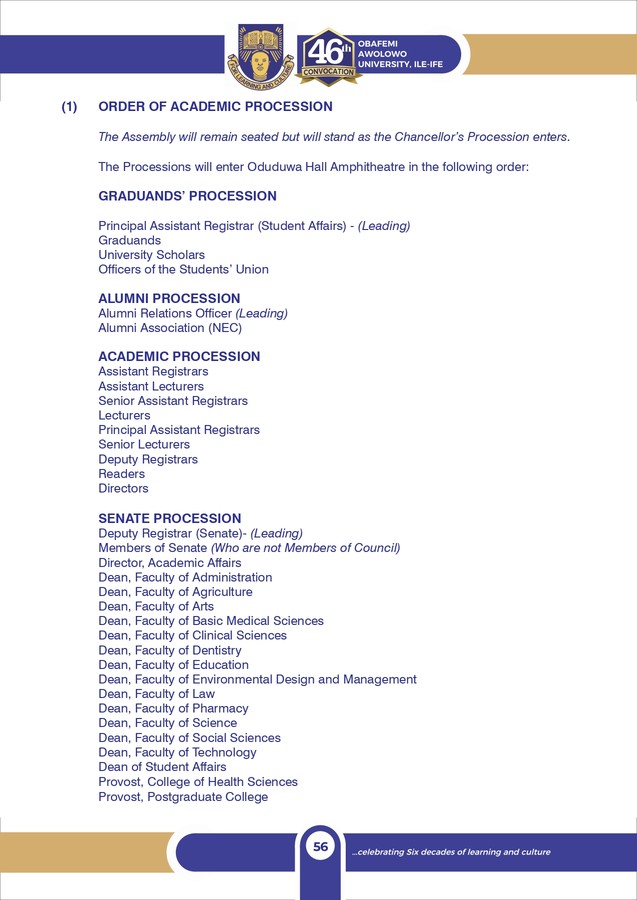 FOR LEARNING AND CULTURE
46th
CONVOCATION
OBAFEMI
AWOLOWO
UNIVERSITY, ILE-IFE
(1) ORDER OF ACADEMIC PROCESSION
The Assembly will remain seated but will stand as the Chancellor's Procession enters.
The Processions will enter Oduduwa Hall Amphitheatre in the following order:
GRADUANDS' PROCESSION
Principal Assistant Registrar (Student Affairs) - (Leading)
Graduands
University Scholars
Officers of the Students' Union
ALUMNI PROCESSION
Alumni Relations Officer (Leading)
Alumni Association (NEC)
ACADEMIC PROCESSION
Assistant Registrars
Assistant Lecturers
Senior Assistant Registrars
Lecturers
Principal Assistant Registrars
Senior Lecturers
Deputy Registrars
Readers
Directors
SENATE PROCESSION
Deputy Registrar (Senate)- (Leading)
Members of Senate (Who are not Members of Council)
Director, Academic Affairs
Dean, Faculty of Administration
Dean, Faculty of Agriculture
Dean, Faculty of Arts
Dean, Faculty of Basic Medical Sciences
Dean, Faculty of Clinical Sciences
Dean, Faculty of Dentistry
Dean, Faculty of Education
Dean, Faculty of Environmental Design and Management
Dean, Faculty of Law
Dean, Faculty of Pharmacy
Dean, Faculty of Science
Dean, Faculty of Social Sciences
Dean, Faculty of Technology
Dean of Student Affairs
Provost, College of Health Sciences
Provost, Postgraduate College
56
...celebrating Six decades of learning and culture